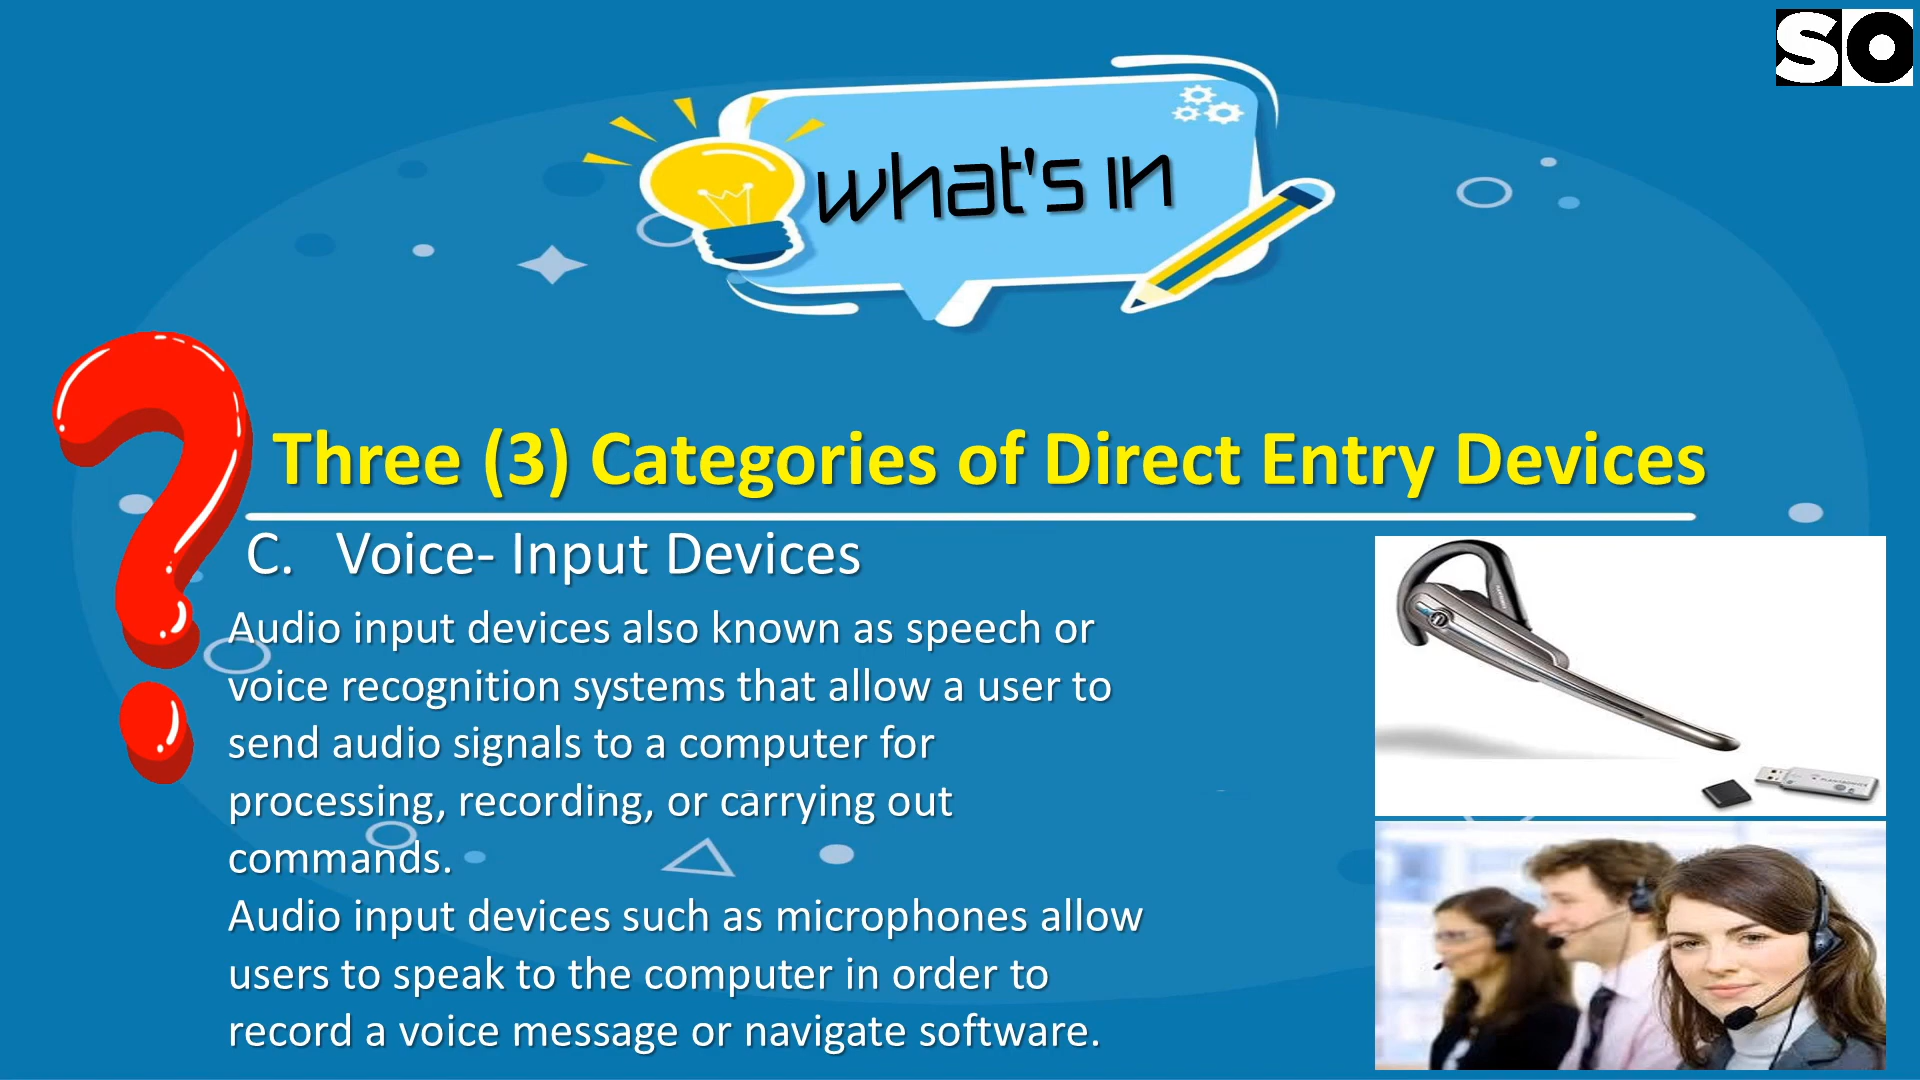 SO
What's In
Three (3) Categories of Direct Entry Devices
C. Voice- Input Devices
Audio input devices also known as speech or
voice recognition systems that allow a user to
send audio signals to a computer for
processing, recording, or carrying out
commands.
Audio input devices such as microphones allow
users to speak to the computer in order to
record a voice message or navigate software.